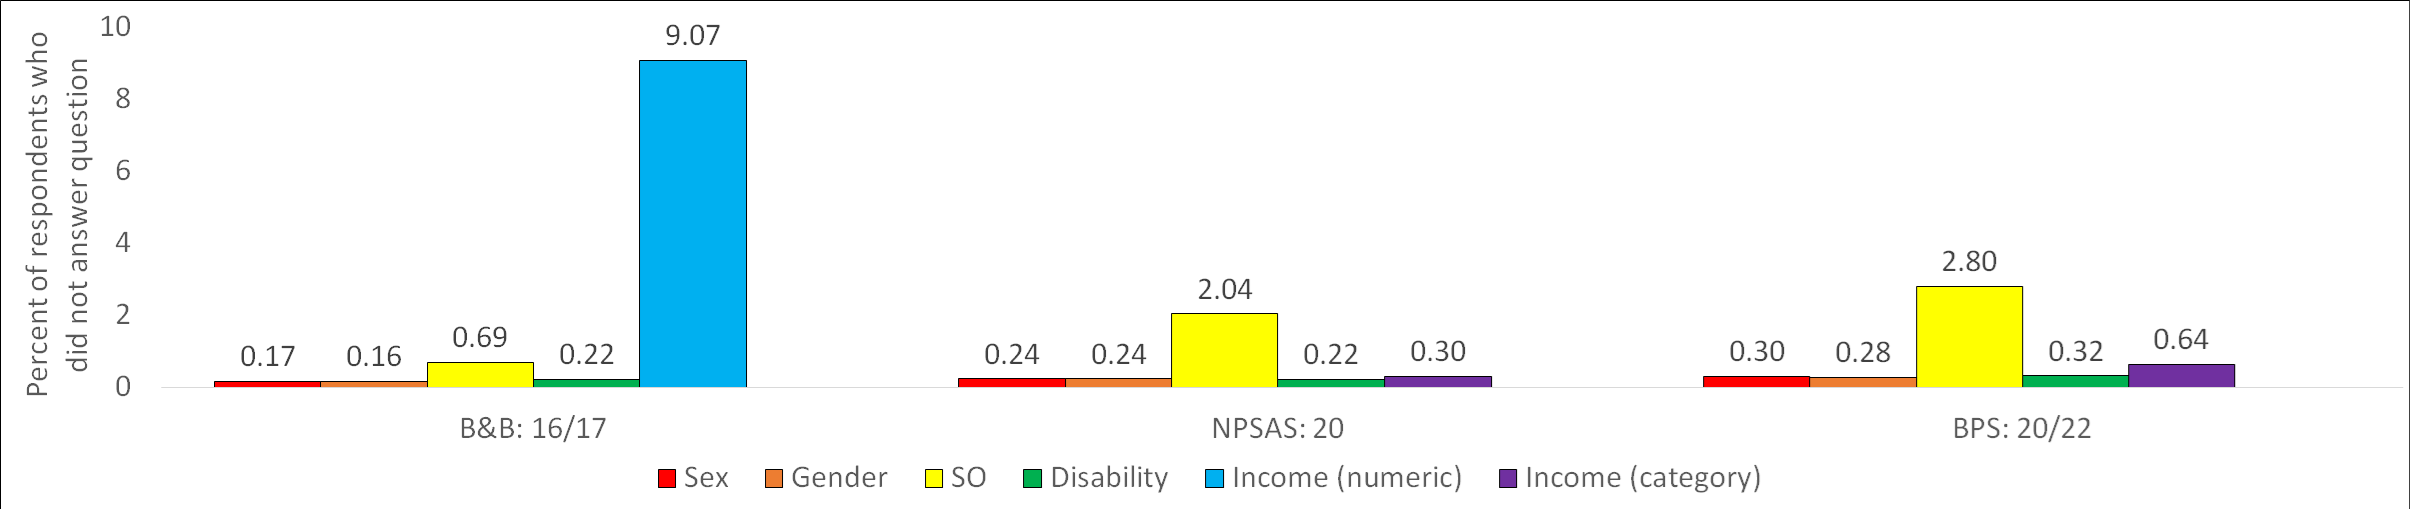 Percent of respondents who
did not answer question
10
8
6
4
2
0
0.17
0.16
0.69
0.22
9.07
0.24
0.24
2.04
0.22
0.30
0.30
0.28
2.80
0.32
0.64
B&B: 16/17
NPSAS: 20
BPS: 20/22
Sex
Gender
SO
Disability
Income (numeric)
Income (category)